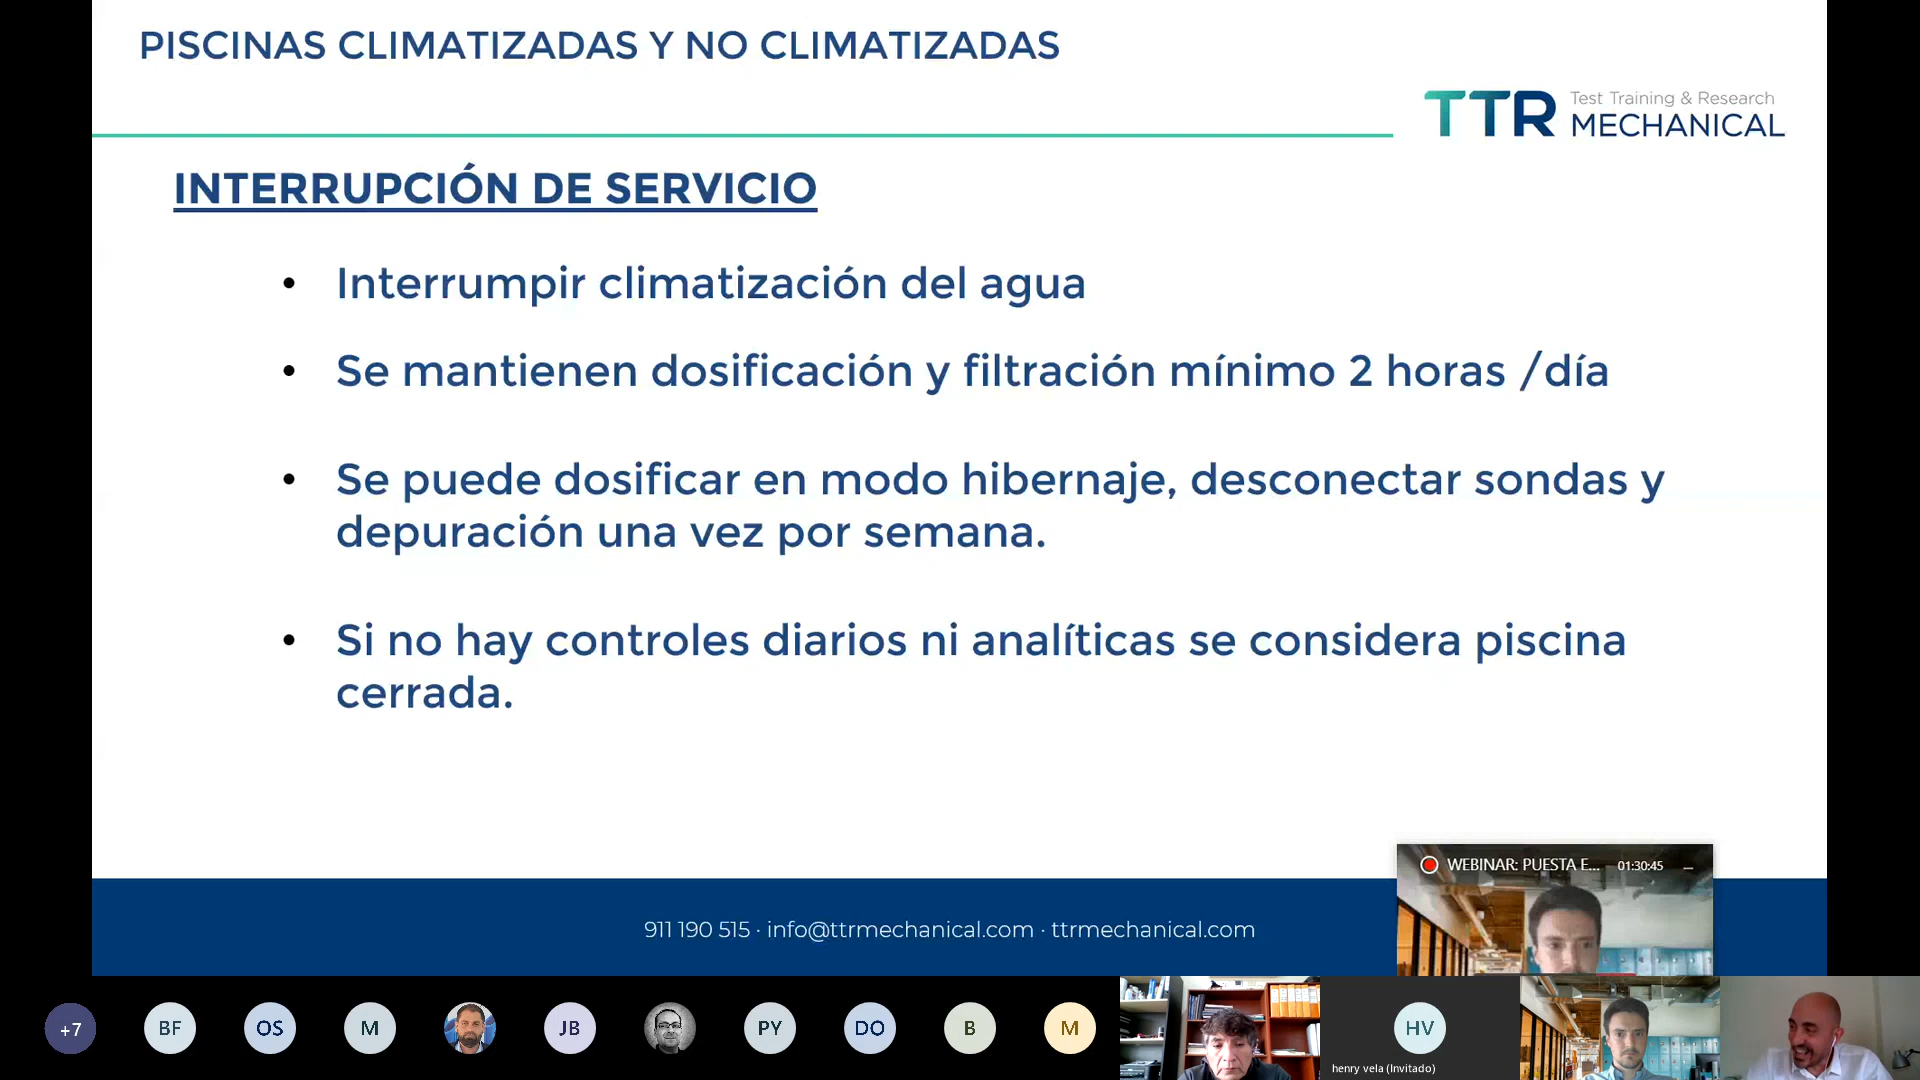 PISCINAS CLIMATIZADAS Y NO CLIMATIZADAS
TTR Test Training & Research
MECHANICAL
INTERRUPCIÓN DE SERVICIO
• Interrumpir climatización del agua
• Se mantienen dosificación y filtración mínimo 2 horas /día
• Se puede dosificar en modo hibernaje, desconectar sondas y
depuración una vez por semana.
• Si no hay controles diarios ni analíticas se considera piscina
cerrada.
WEBINAR: PUESTA E... 01:30:45
911 190 515 · info@ttrmechanical.com · ttrmechanical.com
+7 BF OS M JB PY DO B M HV
henry vela (Invitado)